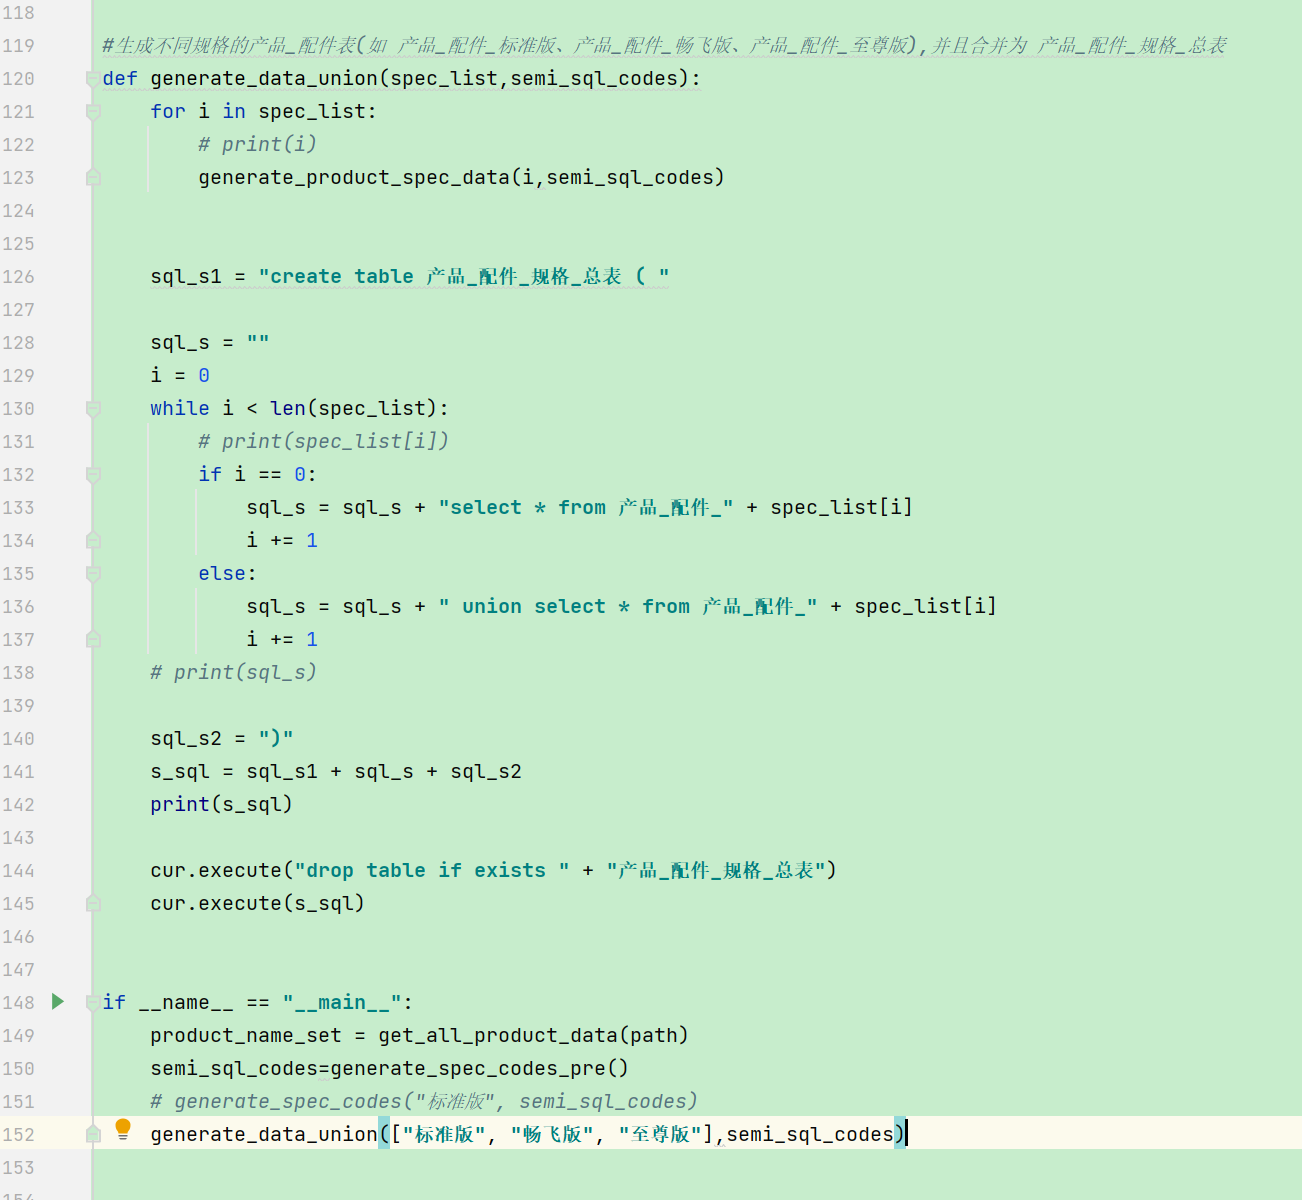 118
119 #生成不同规格的产品_配件表(如 产品_配件_标准版、产品_配件_畅飞版、产品_配件_至尊版),并且合并为 产品_配件_规格_总表
120 def generate_data_union(spec_list,semi_sql_codes):
121     for i in spec_list:
122         # print(i)
123         generate_product_spec_data(i,semi_sql_codes)
124
125
126     sql_s1 = "create table 产品_配件_规格_总表 ( "
127
128     sql_s = ""
129     i = 0
130     while i < len(spec_list):
131         # print(spec_list[i])
132         if i == 0:
133             sql_s = sql_s + "select * from 产品_配件_" + spec_list[i]
134             i += 1
135         else:
136             sql_s = sql_s + " union select * from 产品_配件_" + spec_list[i]
137             i += 1
138     # print(sql_s)
139
140     sql_s2 = ")"
141     s_sql = sql_s1 + sql_s + sql_s2
142     print(s_sql)
143
144     cur.execute("drop table if exists " + "产品_配件_规格_总表")
145     cur.execute(s_sql)
146
147
148 if __name__ == "__main__":
149     product_name_set = get_all_product_data(path)
150     semi_sql_codes=generate_spec_codes_pre()
151     # generate_spec_codes("标准版", semi_sql_codes)
152     generate_data_union(["标准版", "畅飞版", "至尊版"],semi_sql_codes)
153